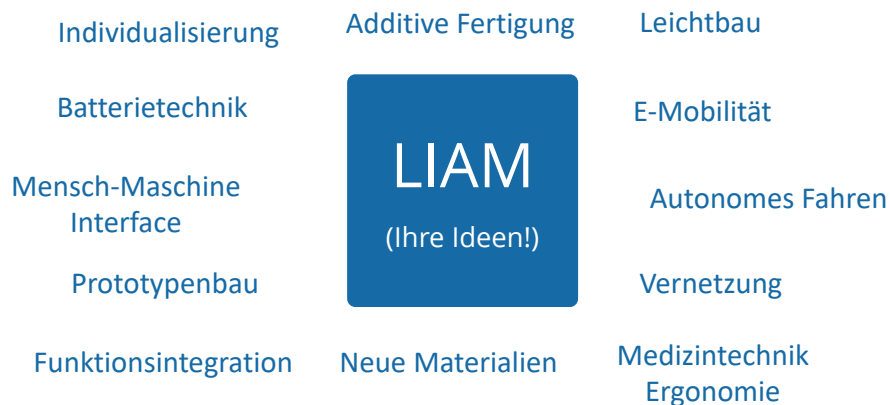 Individualisierung
Additive Fertigung
Leichtbau
Batterietechnik
E-Mobilität
LIAM
(Ihre Ideen!)
Mensch-Maschine
Interface
Autonomes Fahren
Prototypenbau
Vernetzung
Funktionsintegration
Neue Materialien
Medizintechnik
Ergonomie